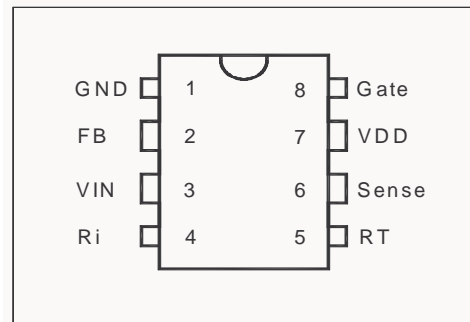 GND 1 8 Gate
FB 2 7 VDD
VIN 3 6 Sense
Ri 4 5 RT